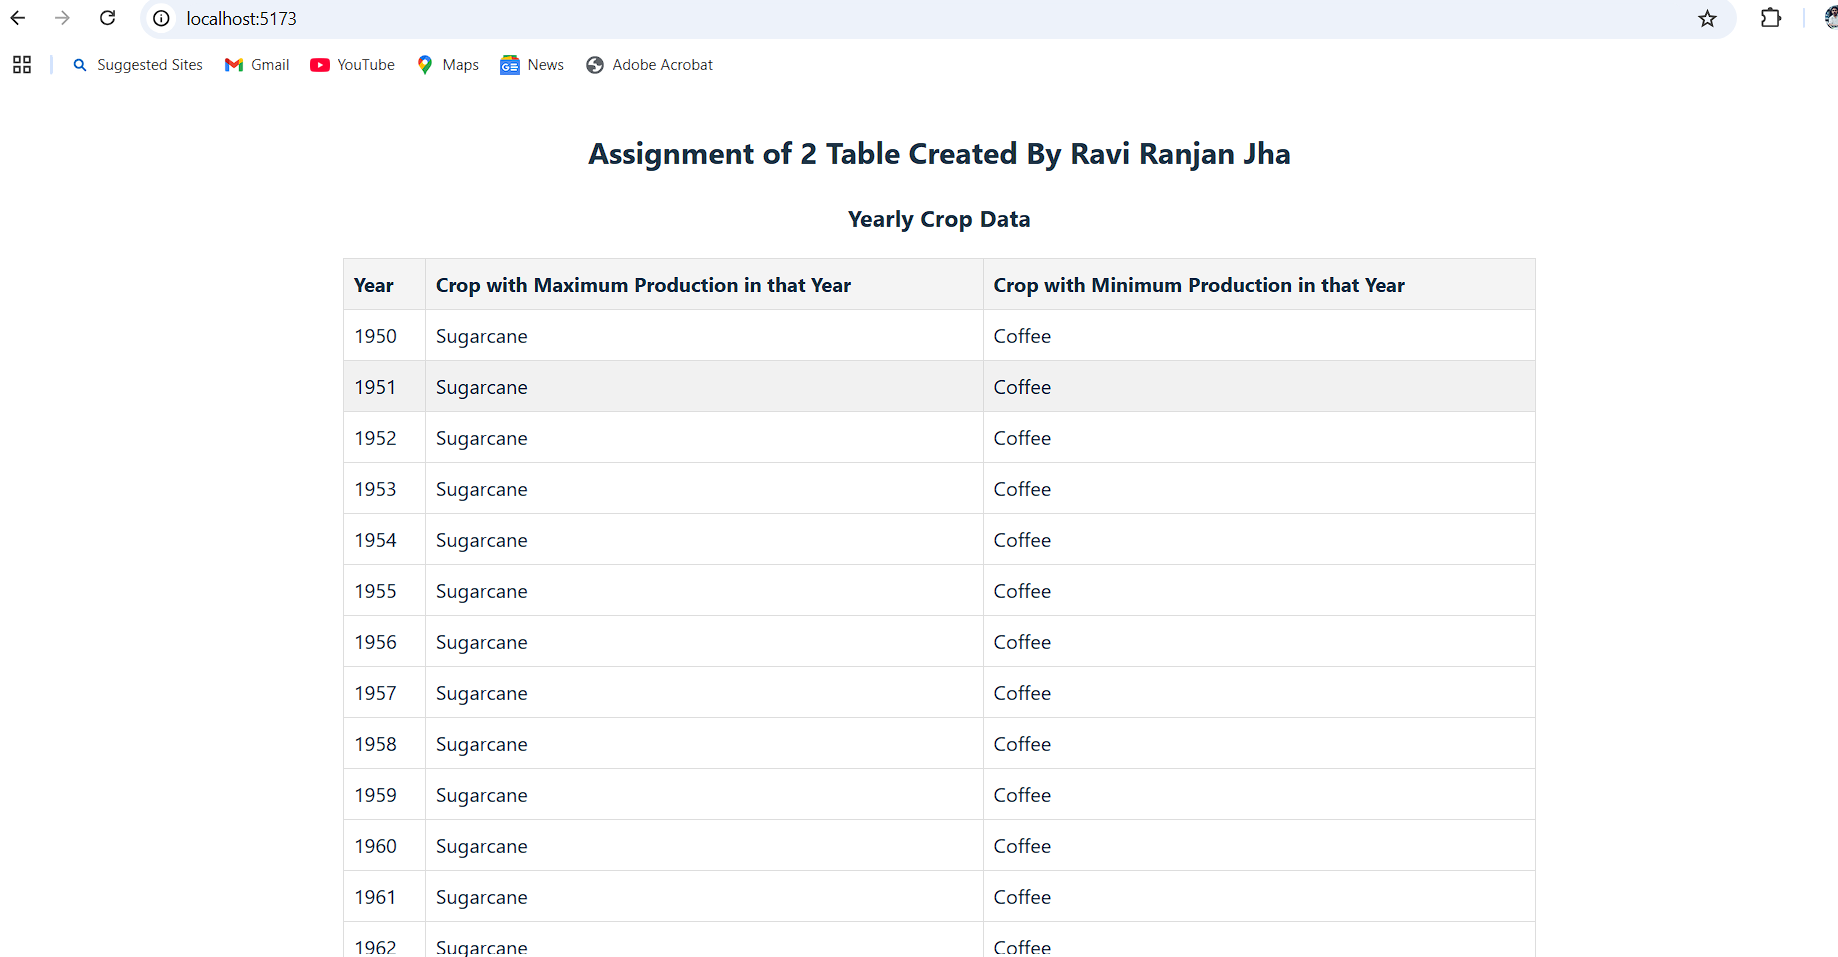 localhost:5173
Suggested Sites Gmail YouTube Maps News Adobe Acrobat
Assignment of 2 Table Created By Ravi Ranjan Jha
Yearly Crop Data
Year Crop with Maximum Production in that Year Crop with Minimum Production in that Year
1950 Sugarcane Coffee
1951 Sugarcane Coffee
1952 Sugarcane Coffee
1953 Sugarcane Coffee
1954 Sugarcane Coffee
1955 Sugarcane Coffee
1956 Sugarcane Coffee
1957 Sugarcane Coffee
1958 Sugarcane Coffee
1959 Sugarcane Coffee
1960 Sugarcane Coffee
1961 Sugarcane Coffee
1962 Sugarcane Coffee